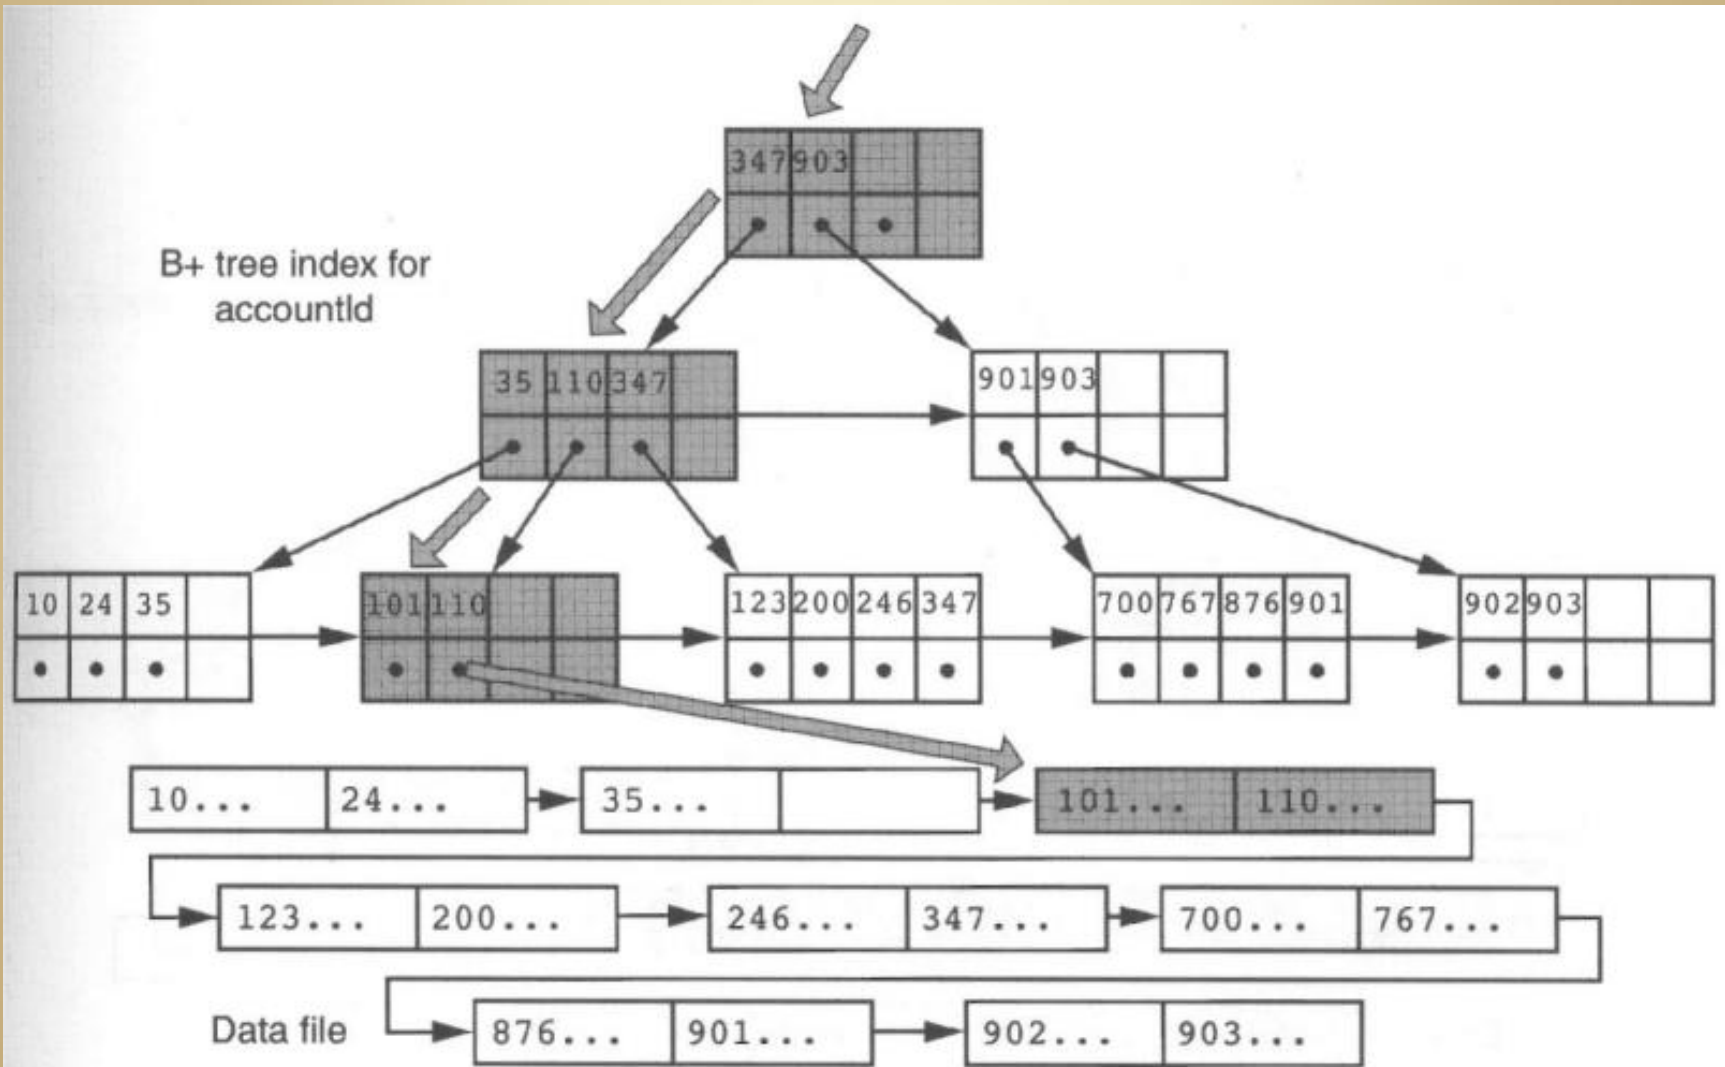 347 903
B+ tree index for
accountId
35 110 347
901 903
10 24 35
101 110
123 200 246 347
700 767 876 901
902 903
10... 24...
35...
101... 110...
123... 200...
246... 347...
700... 767...
Data file
876... 901...
902... 903...